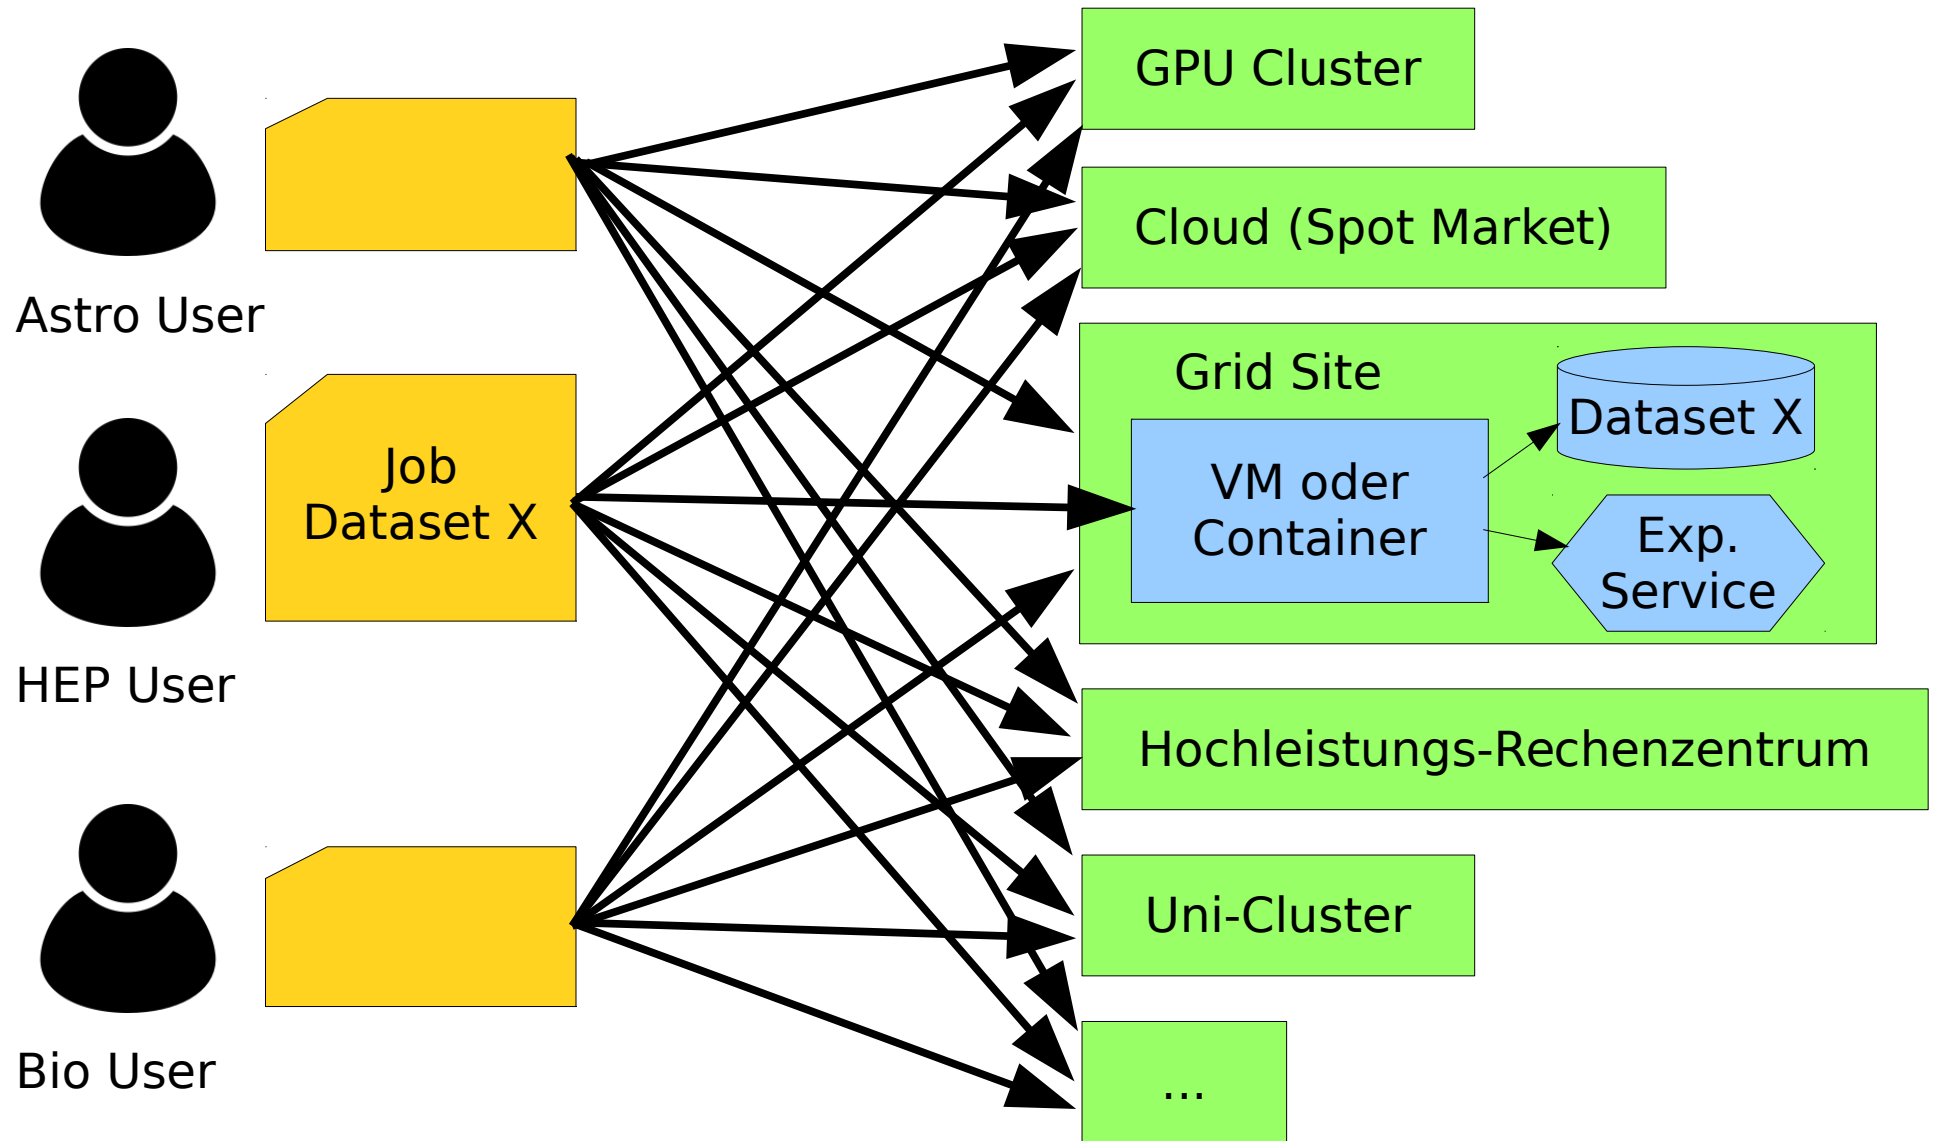 Astro User
Job
Dataset X
HEP User
Bio User
GPU Cluster
Cloud (Spot Market)
Grid Site
VM oder
Container
Dataset X
Exp.
Service
Hochleistungs-Rechenzentrum
Uni-Cluster
...